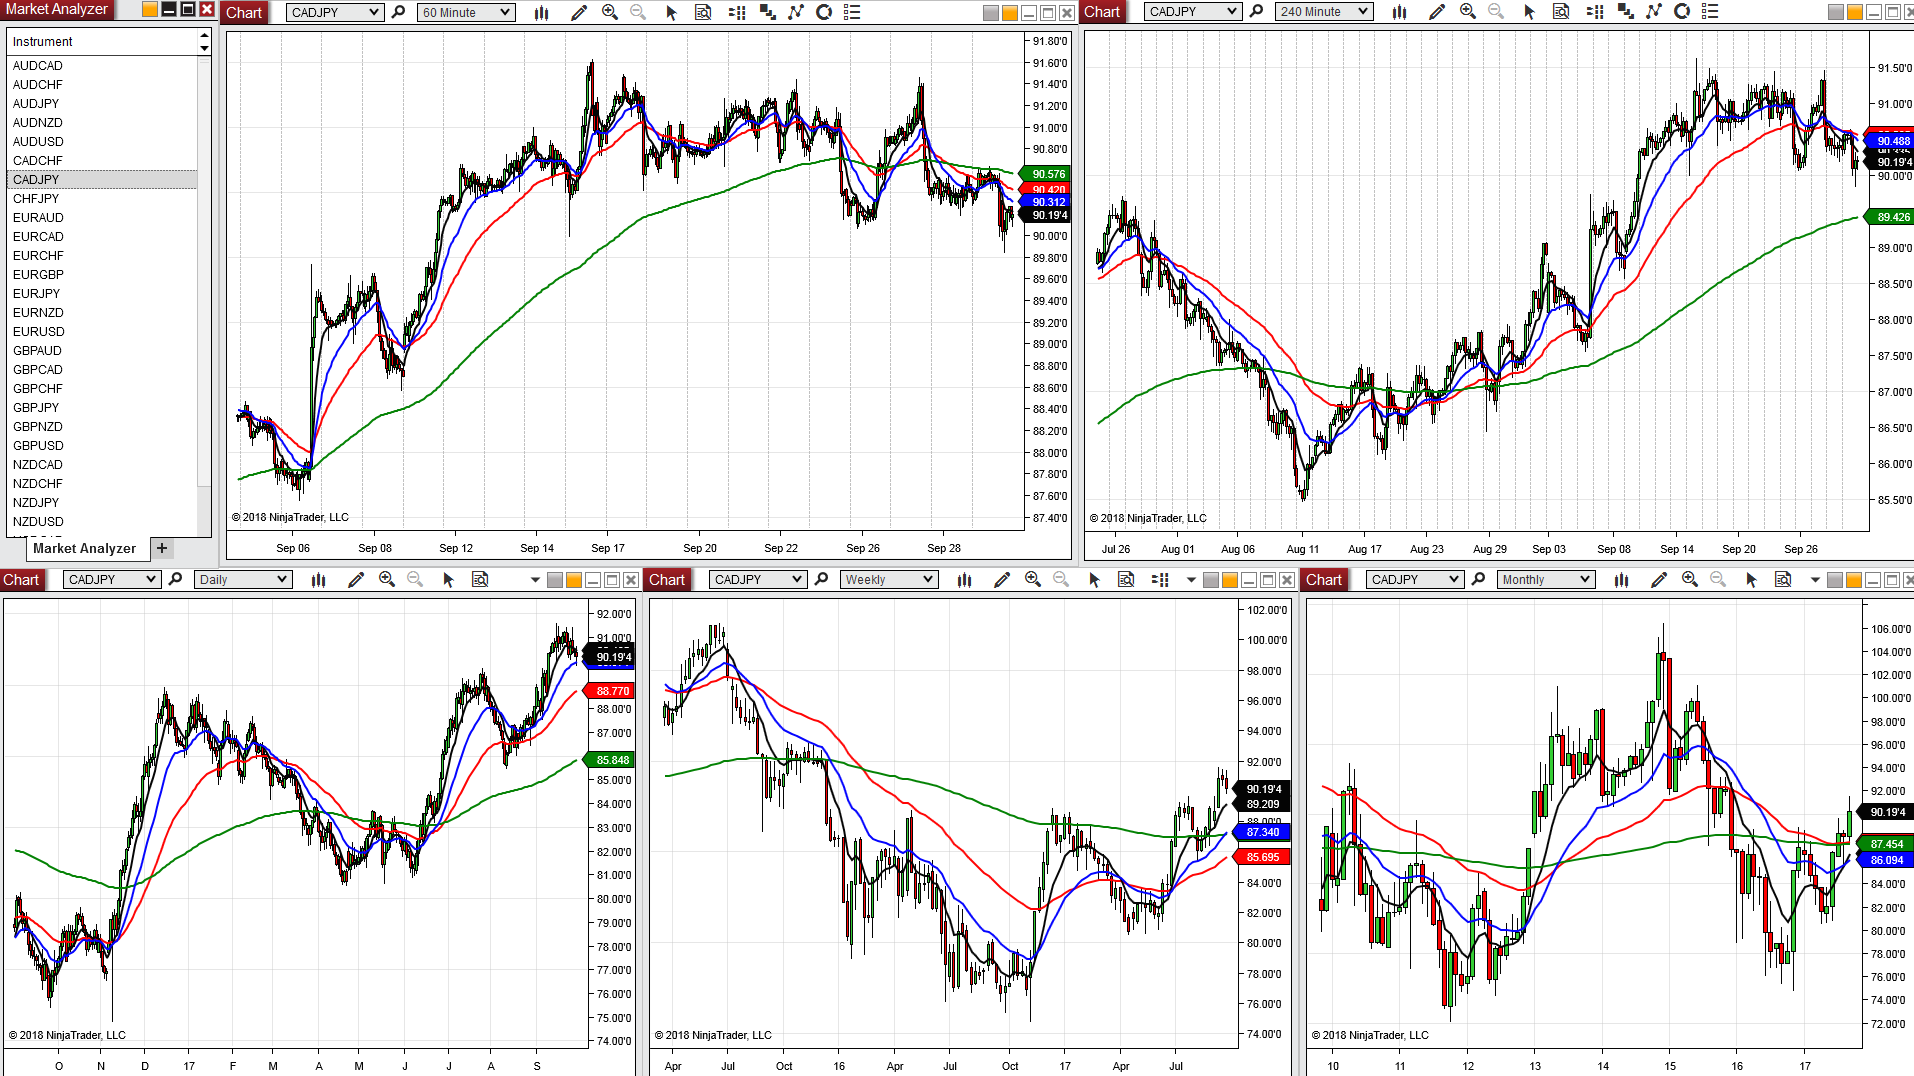 Market Analyzer
Instrument
AUDCAD
AUDCHF
AUDJPY
AUDNZD
AUDUSD
CADCHF
CADJPY
CHFJPY
EURAUD
EURCAD
EURCHF
EURGBP
EURJPY
EURNZD
EURUSD
GBPAUD
GBPCAD
GBPCHF
GBPJPY
GBPNZD
GBPUSD
NZDCAD
NZDCHF
NZDJPY
NZDUSD
Market Analyzer +
Chart CADJPY 60 Minute
91.80'0
91.60'0
91.40'0
91.20'0
91.00'0
90.80'0
90.576
90.420
90.312
90.19'4
90.00'0
89.80'0
89.60'0
89.40'0
89.20'0
89.00'0
88.80'0
88.60'0
88.40'0
88.20'0
88.00'0
87.80'0
87.60'0
87.40'0
© 2018 NinjaTrader, LLC
Sep 06 Sep 08 Sep 12 Sep 14 Sep 17 Sep 20 Sep 22 Sep 26 Sep 28
Chart CADJPY 240 Minute
91.50'0
91.00'0
90.488
90.19'4
90.00'0
89.426
89.00'0
88.50'0
88.00'0
87.50'0
87.00'0
86.50'0
86.00'0
85.50'0
© 2018 NinjaTrader, LLC
Jul 26 Aug 01 Aug 06 Aug 11 Aug 17 Aug 23 Aug 29 Sep 03 Sep 08 Sep 14 Sep 20 Sep 26
Chart CADJPY Daily
92.00'0
91.00'0
90.19'4
88.770
88.00'0
87.00'0
85.848
85.00'0
84.00'0
83.00'0
82.00'0
81.00'0
80.00'0
79.00'0
78.00'0
77.00'0
76.00'0
75.00'0
74.00'0
© 2018 NinjaTrader, LLC
O N D 17 F M A M J J A S
Chart CADJPY Weekly
102.00'0
100.00'0
98.00'0
96.00'0
94.00'0
92.00'0
90.19'4
89.209
88.00'0
87.340
85.695
84.00'0
82.00'0
80.00'0
78.00'0
76.00'0
74.00'0
© 2018 NinjaTrader, LLC
Apr Jul Oct 16 Apr Jul Oct 17 Apr Jul
Chart CADJPY Monthly
106.00'0
104.00'0
102.00'0
100.00'0
98.00'0
96.00'0
94.00'0
92.00'0
90.19'4
87.454
86.094
84.00'0
82.00'0
80.00'0
78.00'0
76.00'0
74.00'0
72.00'0
© 2018 NinjaTrader, LLC
10 11 12 13 14 15 16 17